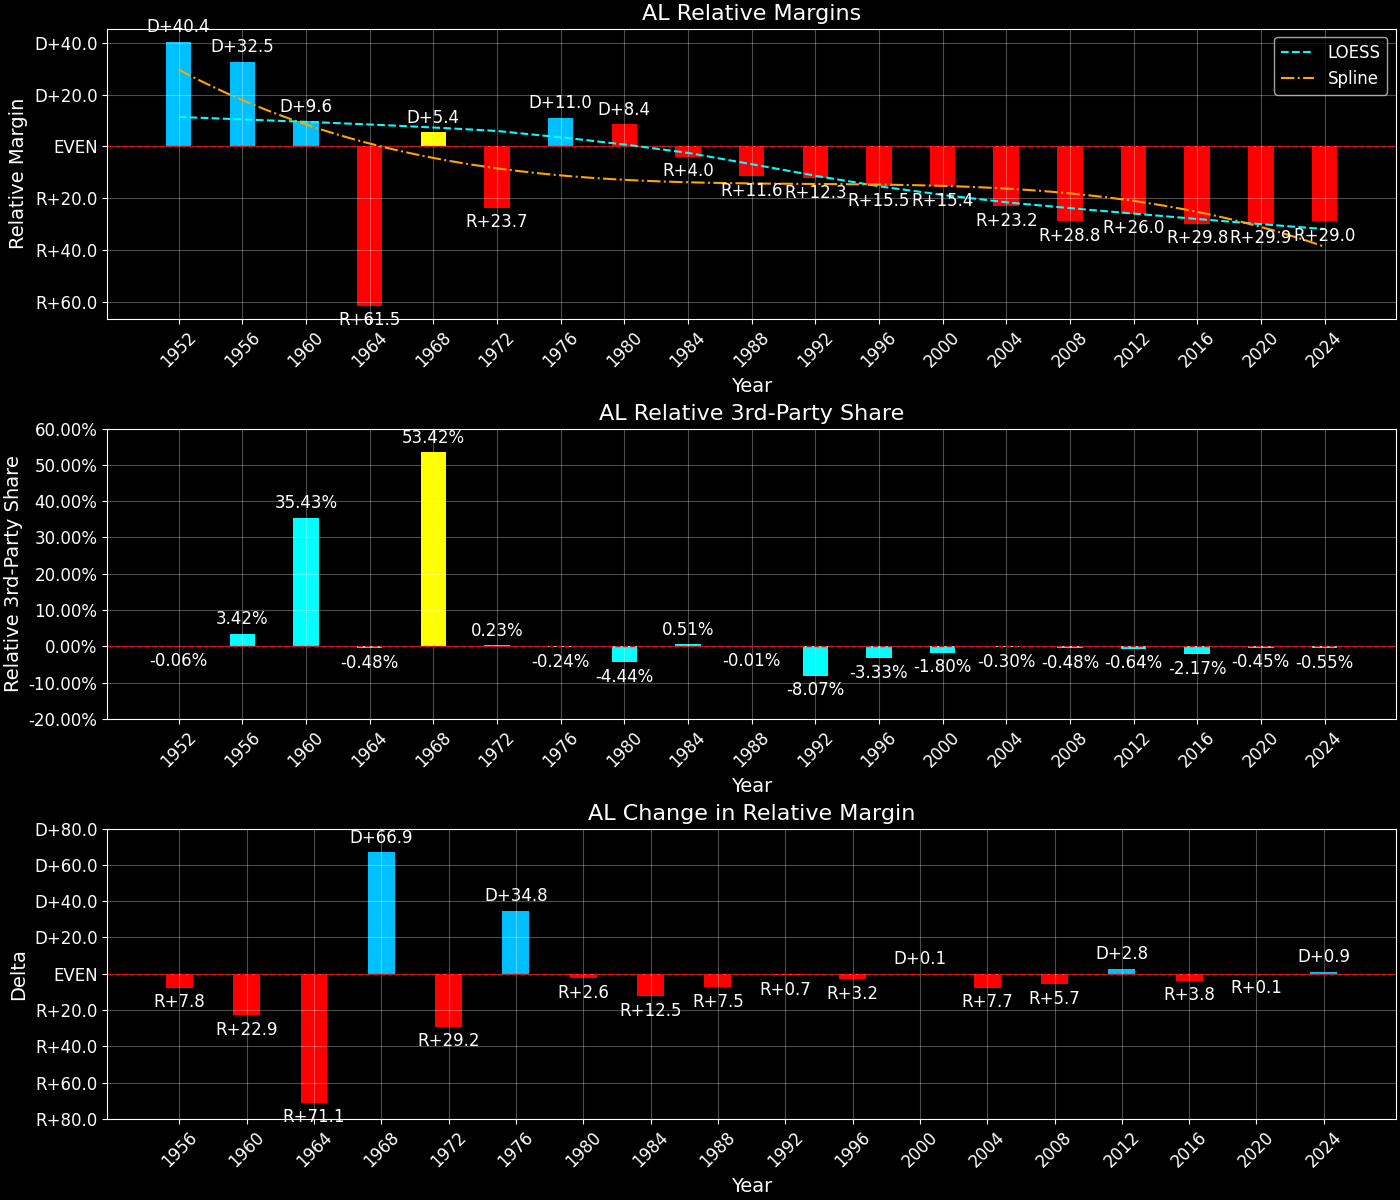 AL Relative Margins
Relative Margin
D+40.0
D+20.0
EVEN
R+20.0
R+40.0
R+60.0
D+40.4
D+32.5
D+9.6
R+61.5
D+5.4
R+23.7
D+11.0
D+8.4
R+4.0
R+11.6
R+12.3
R+15.5
R+15.4
R+23.2
R+28.8
R+26.0
R+29.8
R+29.9
R+29.0
LOESS
Spline
1952 1956 1960 1964 1968 1972 1976 1980 1984 1988 1992 1996 2000 2004 2008 2012 2016 2020 2024
Year
AL Relative 3rd-Party Share
Relative 3rd-Party Share
60.00%
50.00%
40.00%
30.00%
20.00%
10.00%
0.00%
-10.00%
-20.00%
-0.06%
3.42%
35.43%
-0.48%
53.42%
0.23%
-0.24%
-4.44%
0.51%
-0.01%
-8.07%
-3.33%
-1.80%
-0.30%
-0.48%
-0.64%
-2.17%
-0.45%
-0.55%
1952 1956 1960 1964 1968 1972 1976 1980 1984 1988 1992 1996 2000 2004 2008 2012 2016 2020 2024
Year
AL Change in Relative Margin
Delta
D+80.0
D+60.0
D+40.0
D+20.0
EVEN
R+20.0
R+40.0
R+60.0
R+80.0
R+7.8
R+22.9
R+71.1
D+66.9
R+29.2
D+34.8
R+2.6
R+12.5
R+7.5
R+0.7
R+3.2
D+0.1
R+7.7
R+5.7
D+2.8
R+3.8
R+0.1
D+0.9
1956 1960 1964 1968 1972 1976 1980 1984 1988 1992 1996 2000 2004 2008 2012 2016 2020 2024
Year